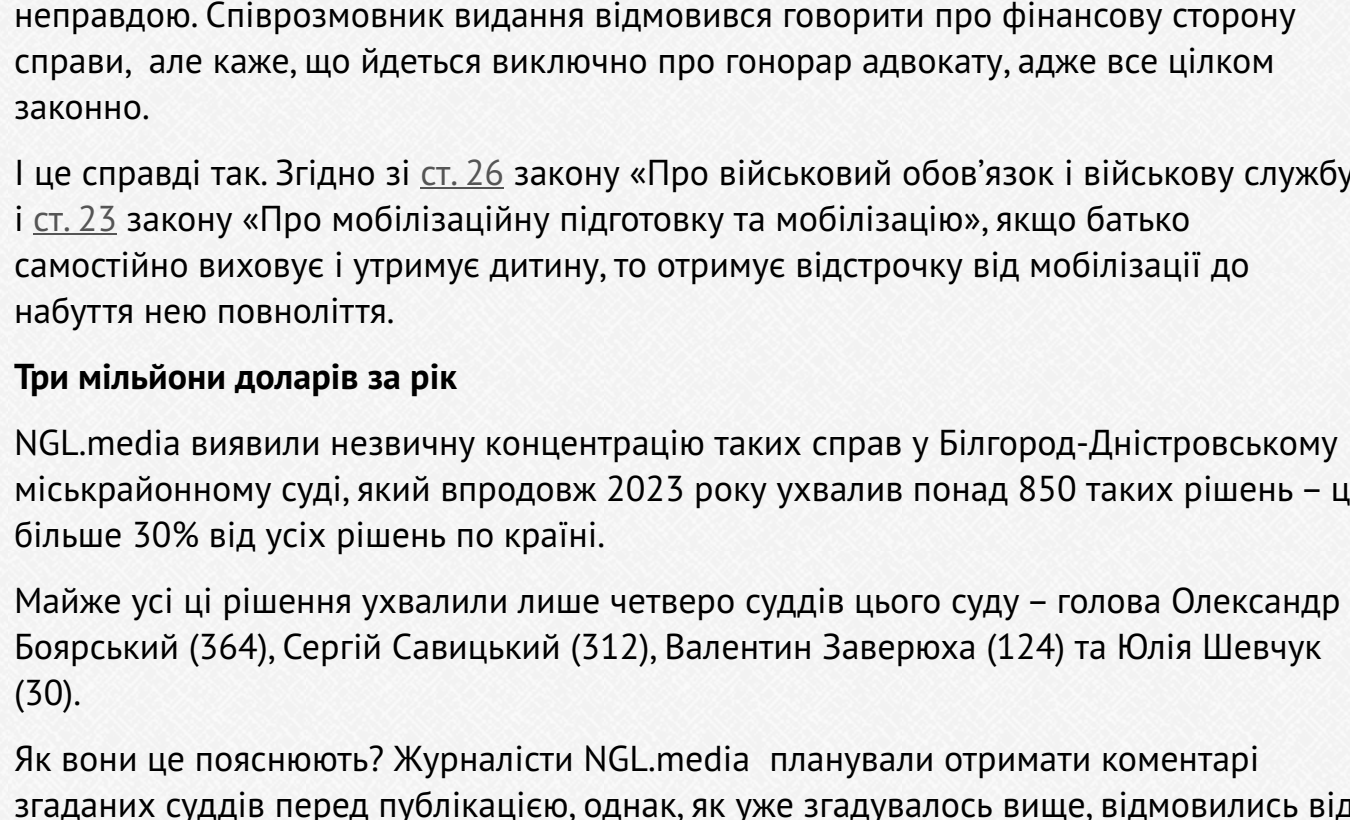 неправдою. Співрозмовник видання відмовився говорити про фінансову сторону
справи, але каже, що йдеться виключно про гонорар адвокату, адже все цілком
законно.
І це справді так. Згідно зі ст. 26 закону «Про військовий обов’язок і військову службу
і ст. 23 закону «Про мобілізаційну підготовку та мобілізацію», якщо батько
самостійно виховує і утримує дитину, то отримує відстрочку від мобілізації до
набуття нею повноліття.
Три мільйони доларів за рік
NGL.media виявили незвичну концентрацію таких справ у Білгород-Дністровському
міськрайонному суді, який впродовж 2023 року ухвалив понад 850 таких рішень – ц
більше 30% від усіх рішень по країні.
Майже усі ці рішення ухвалили лише четверо суддів цього суду – голова Олександр
Боярський (364), Сергій Савицький (312), Валентин Заверюха (124) та Юлія Шевчук
(30).
Як вони це пояснюють? Журналісти NGL.media планували отримати коментарі
згаданих суддів перед публікацією, однак, як уже згадувалось вище, відмовились від